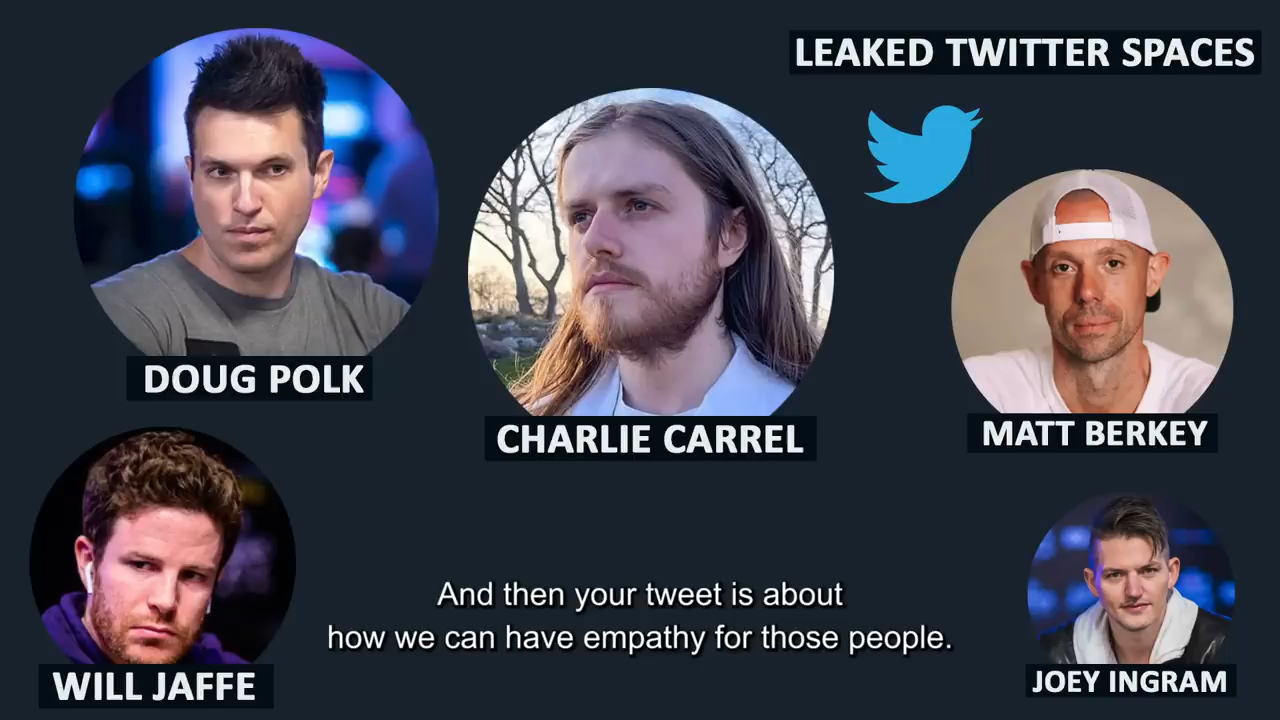 LEAKED TWITTER SPACES
DOUG POLK
CHARLIE CARREL
MATT BERKEY
WILL JAFFE
And then your tweet is about
how we can have empathy for those people.
JOEY INGRAM